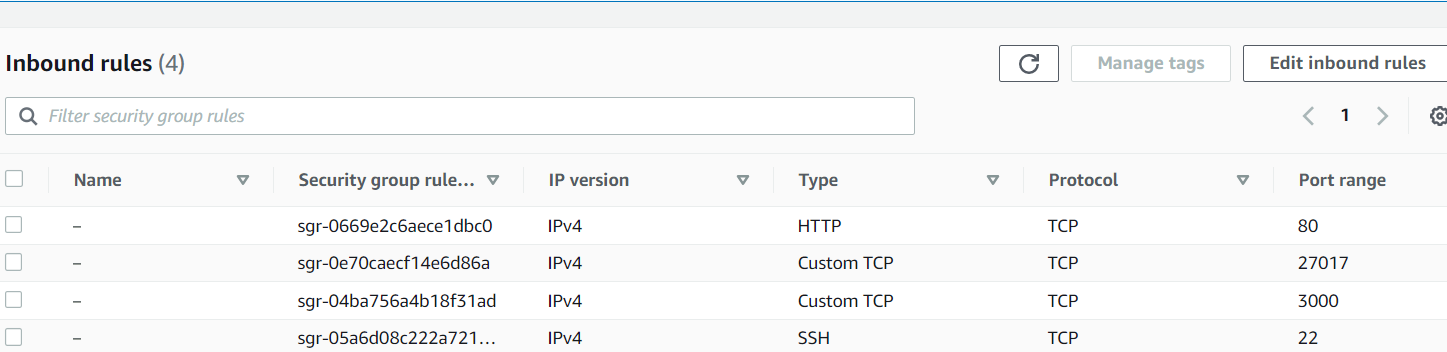 Inbound rules (4)
Manage tags
Edit inbound rules
Filter security group rules
1
Name Security group rule... IP version Type Protocol Port range
– sgr-0669e2c6aece1dbc0 IPv4 HTTP TCP 80
– sgr-0e70caecf14e6d86a IPv4 Custom TCP TCP 27017
– sgr-04ba756a4b18f31ad IPv4 Custom TCP TCP 3000
– sgr-05a6d08c222a721... IPv4 SSH TCP 22